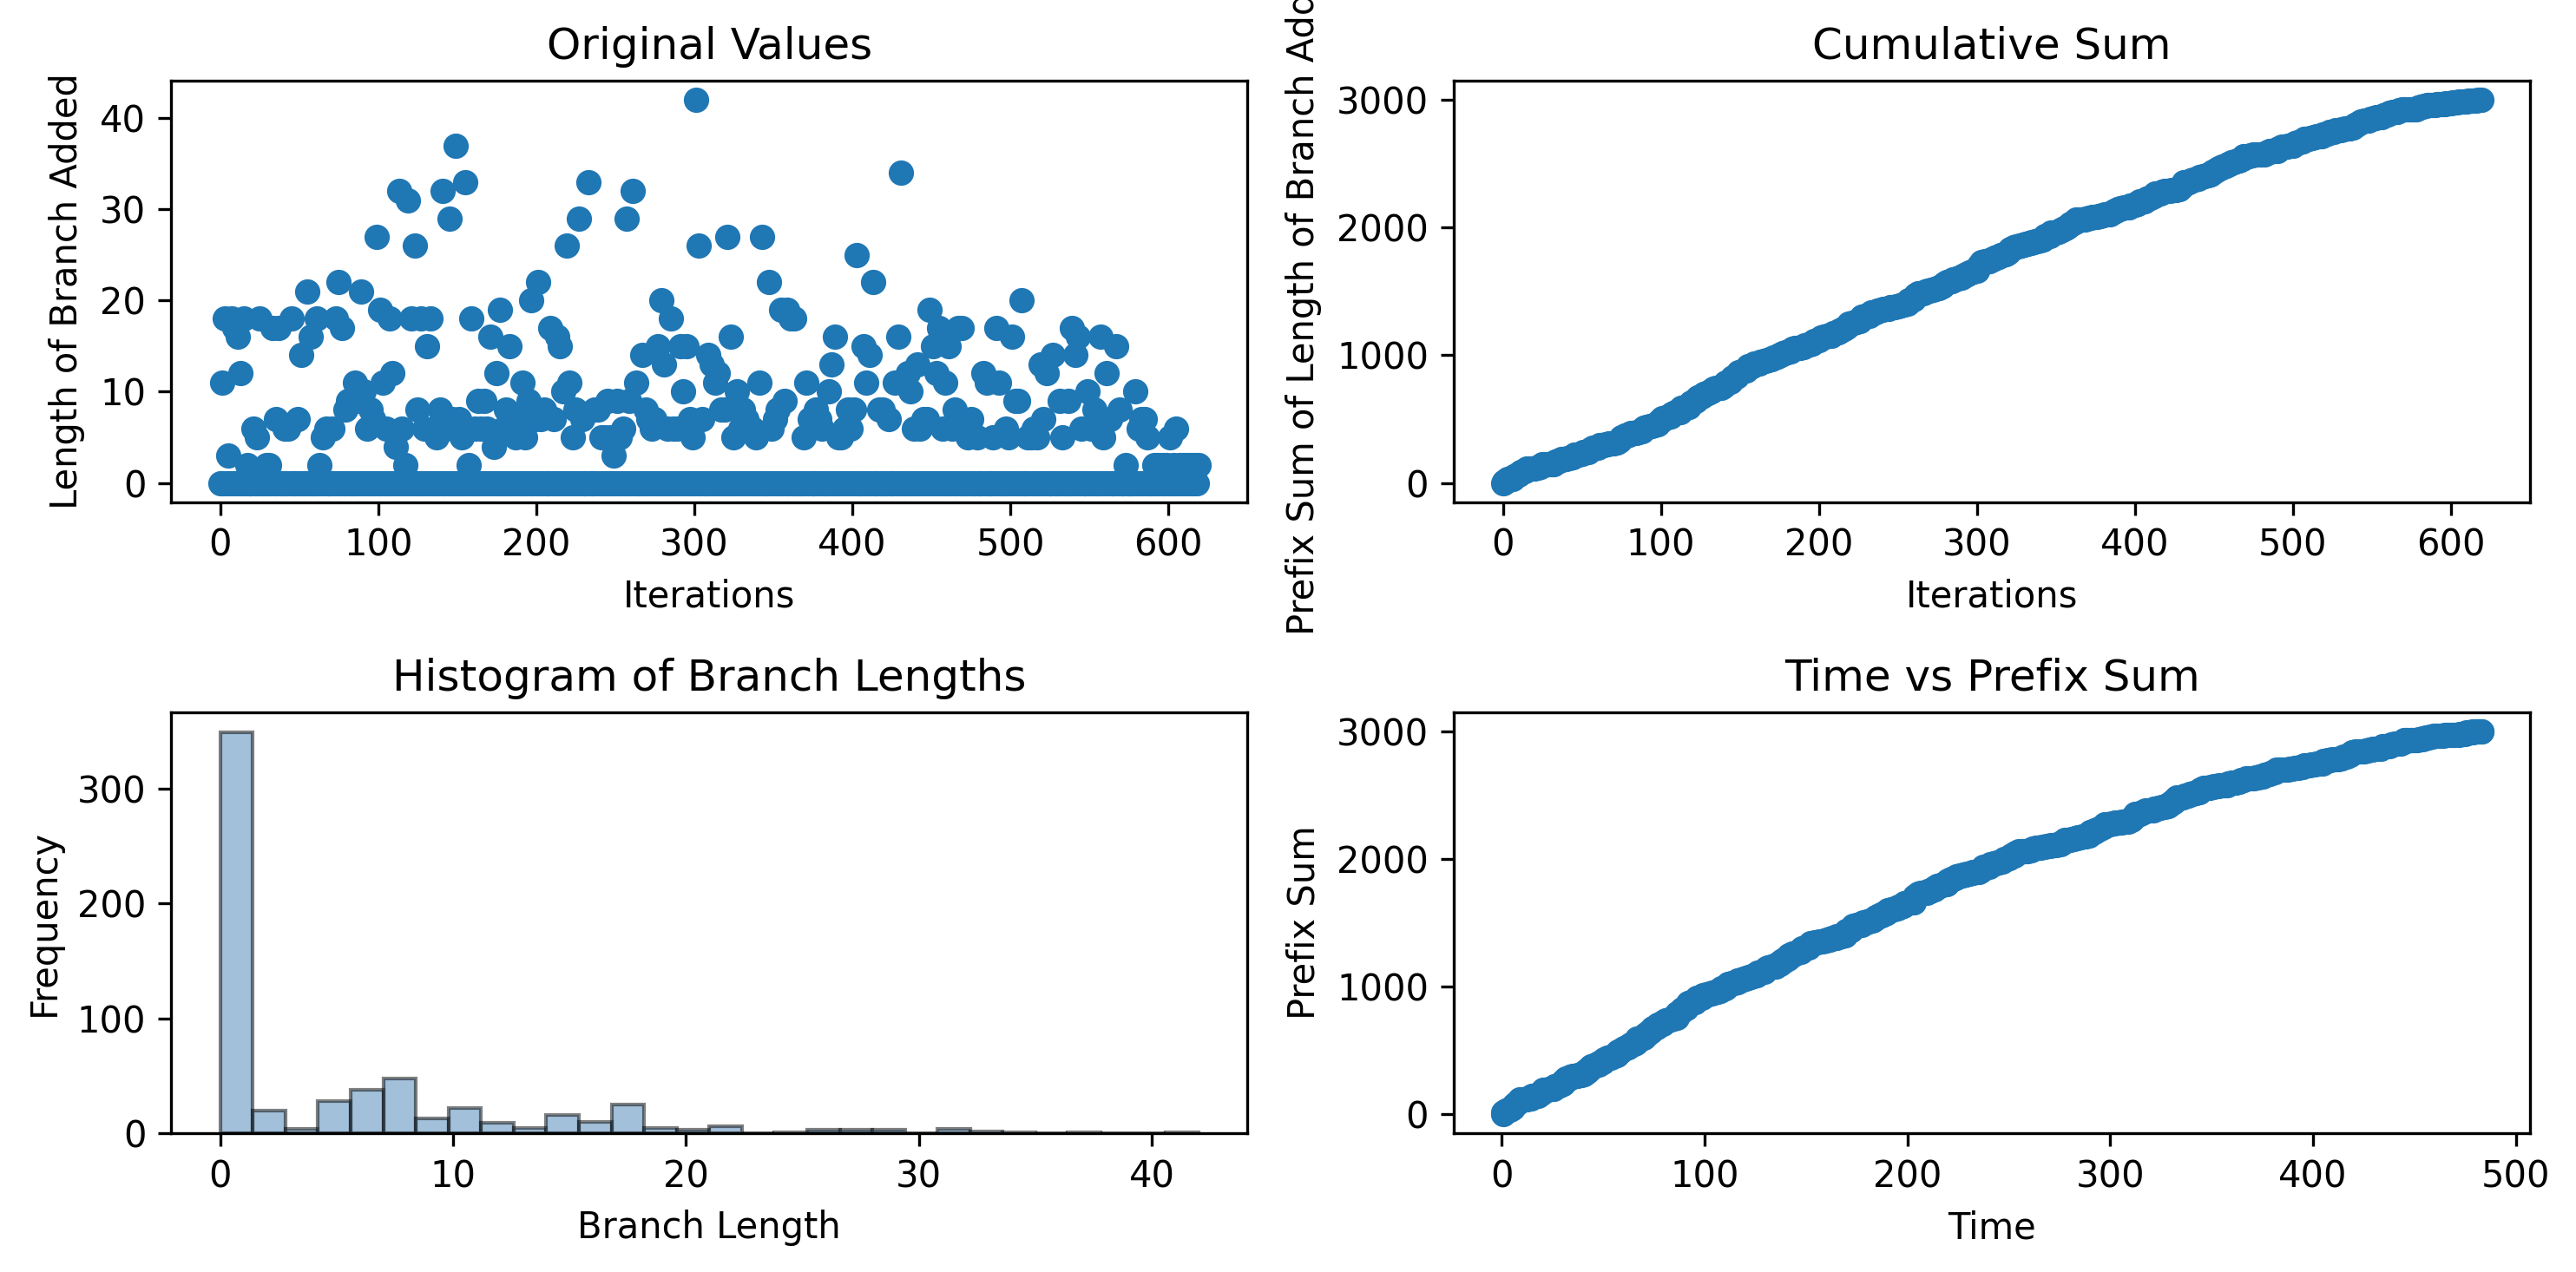 Original Values
Length of Branch Added
40
30
20
10
0
0 100 200 300 400 500 600
Iterations
Cumulative Sum
Prefix Sum of Length of Branch
3000
2000
1000
0
0 100 200 300 400 500 600
Iterations
Histogram of Branch Lengths
Frequency
300
200
100
0
0 10 20 30 40
Branch Length
Time vs Prefix Sum
Prefix Sum
3000
2000
1000
0
0 100 200 300 400 500
Time